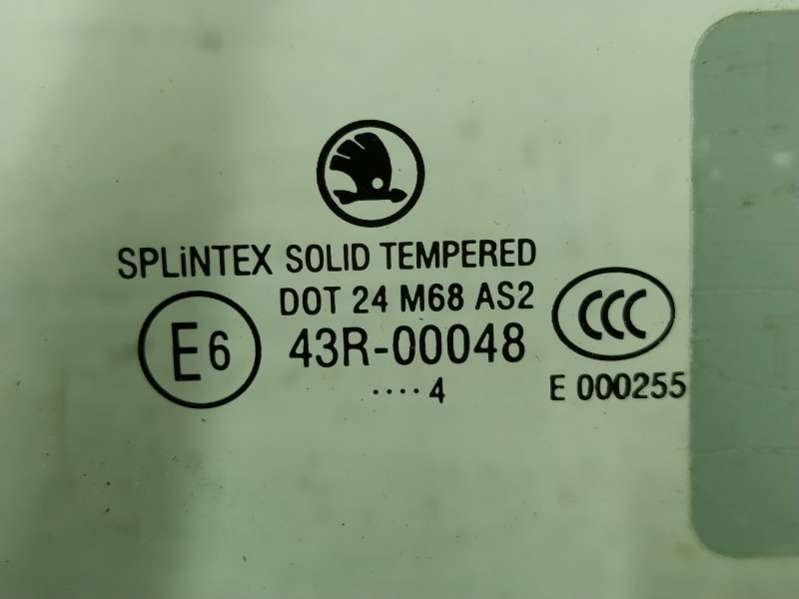 SPLiNTEX SOLID TEMPERED
DOT 24 M68 AS2
E6 43R-00048
CCC
.... 4
E 000255